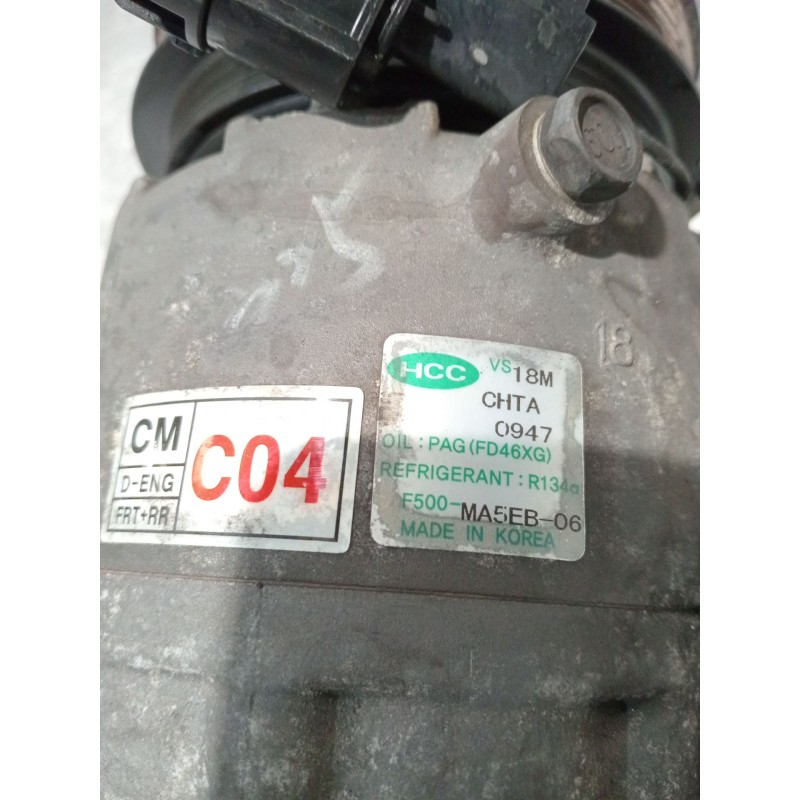 CM
D-ENG
FRT+RR
C04
HCC VS18M
CHTA
0947
OIL : PAG (FD46XG)
REFRIGERANT : R134a
F500-MA5EB-06
MADE IN KOREA
18